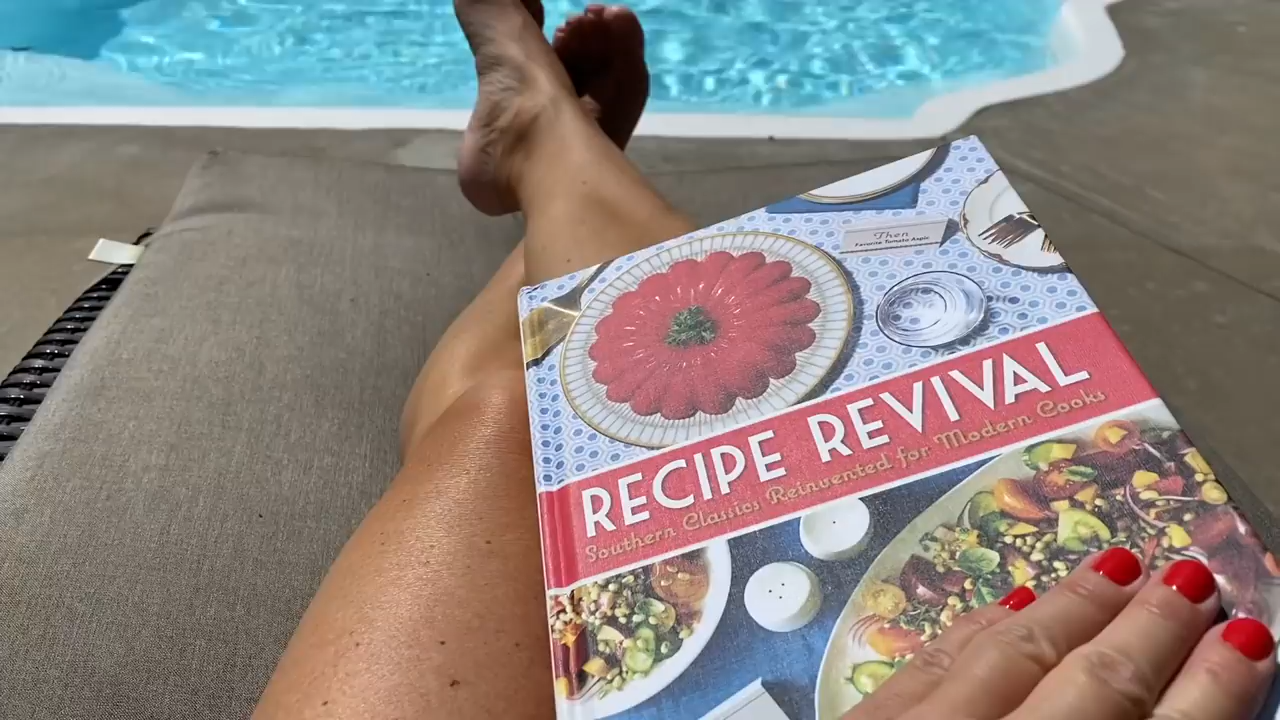 Then
Favorite Tomato Aspic
RECIPE REVIVAL
Southern Classics Reinvented for Modern Cooks